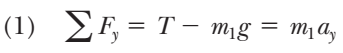 (1) ∑ F_y = T − m_1g = m_1a_y